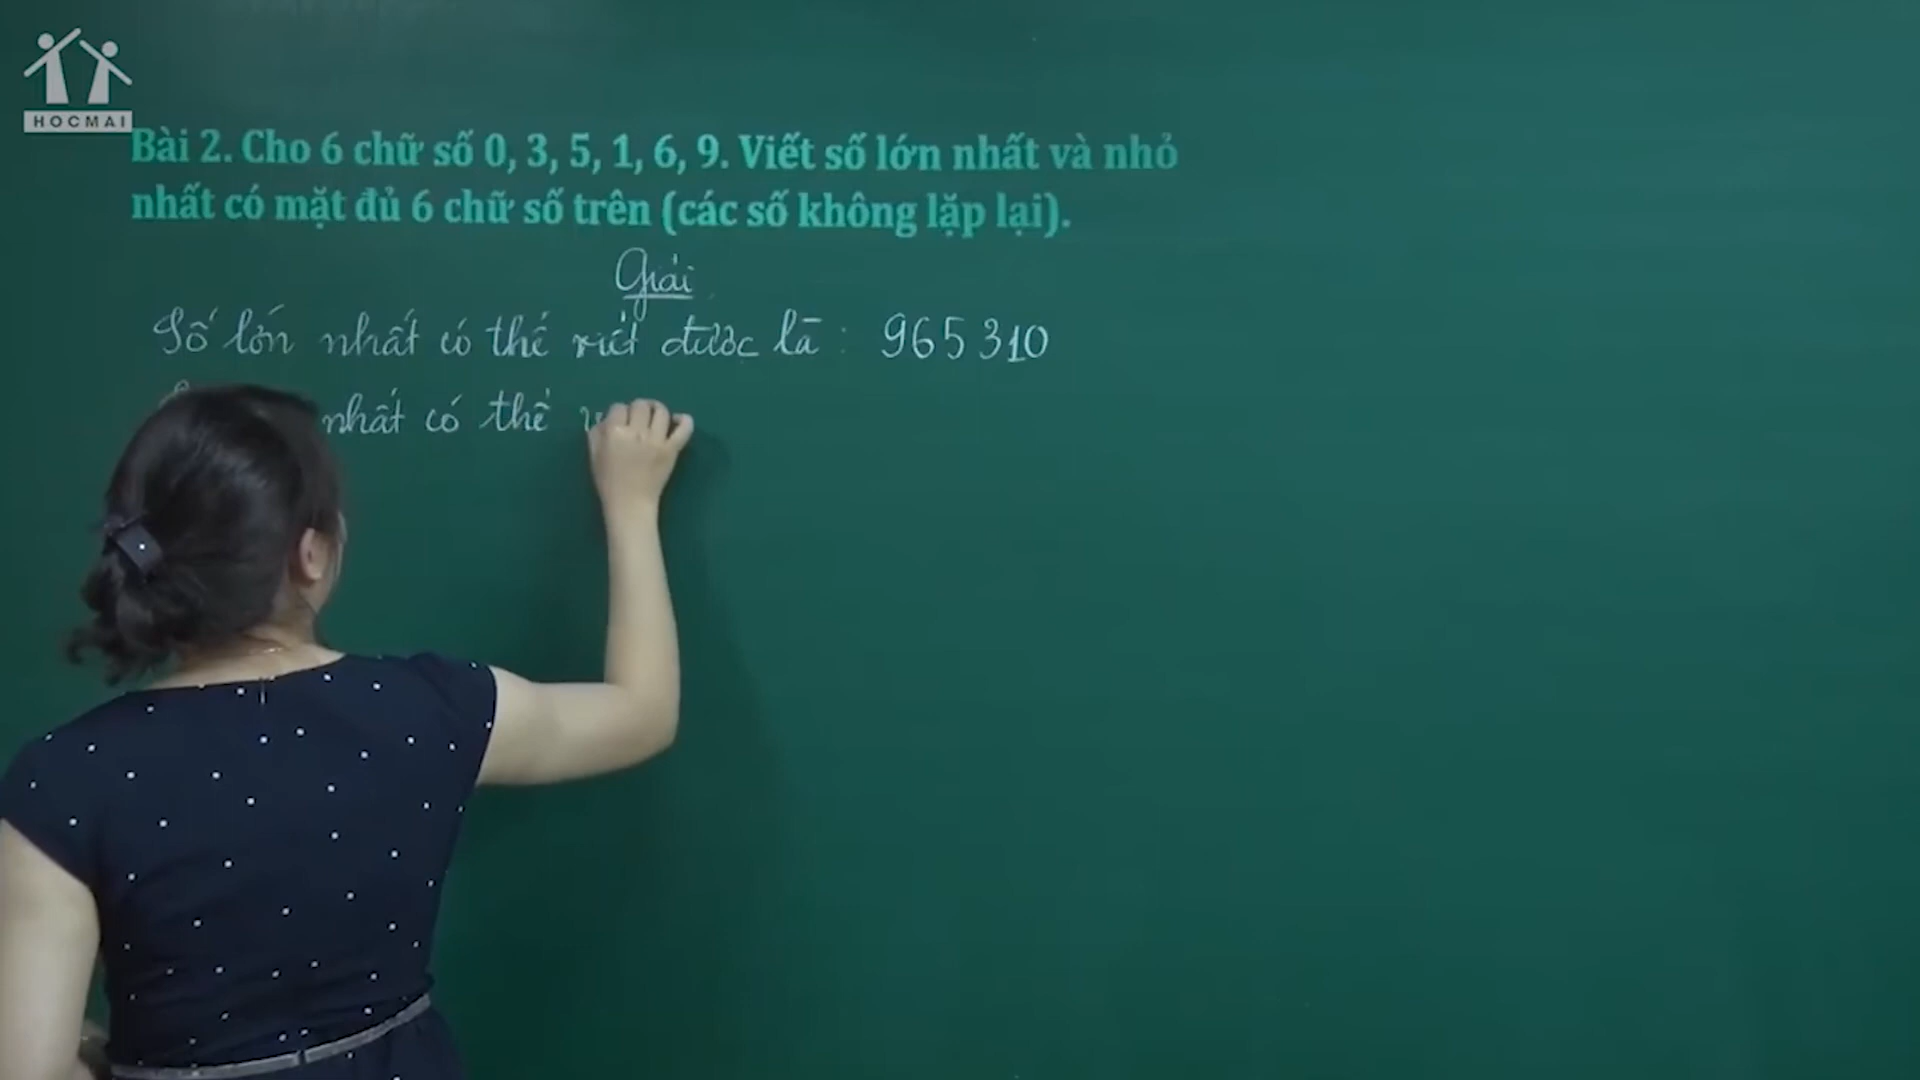 HOCMAI
Bài 2. Cho 6 chữ số 0, 3, 5, 1, 6, 9. Viết số lớn nhất và nhỏ
nhất có mặt đủ 6 chữ số trên (các số không lặp lại).
Giải
Số lớn nhất có thể viết được là : 965 310
nhất có thể